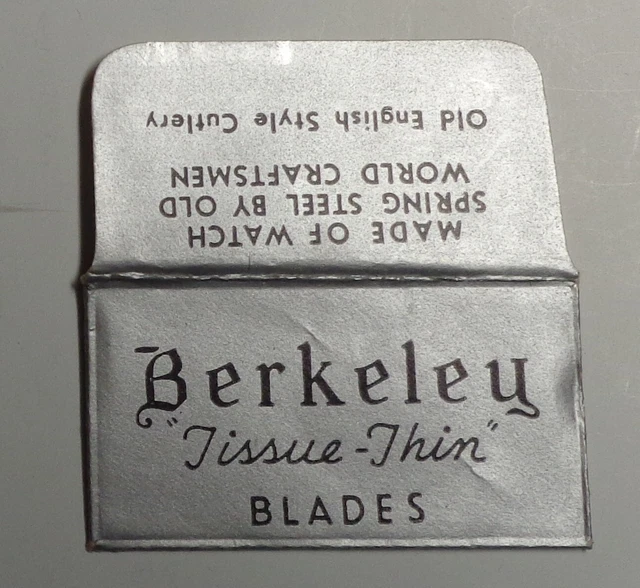 Old English Style Cutlery
MADE OF WATCH
SPRING STEEL BY OLD
WORLD CRAFTSMEN
Berkeley
"Tissue-Thin"
BLADES